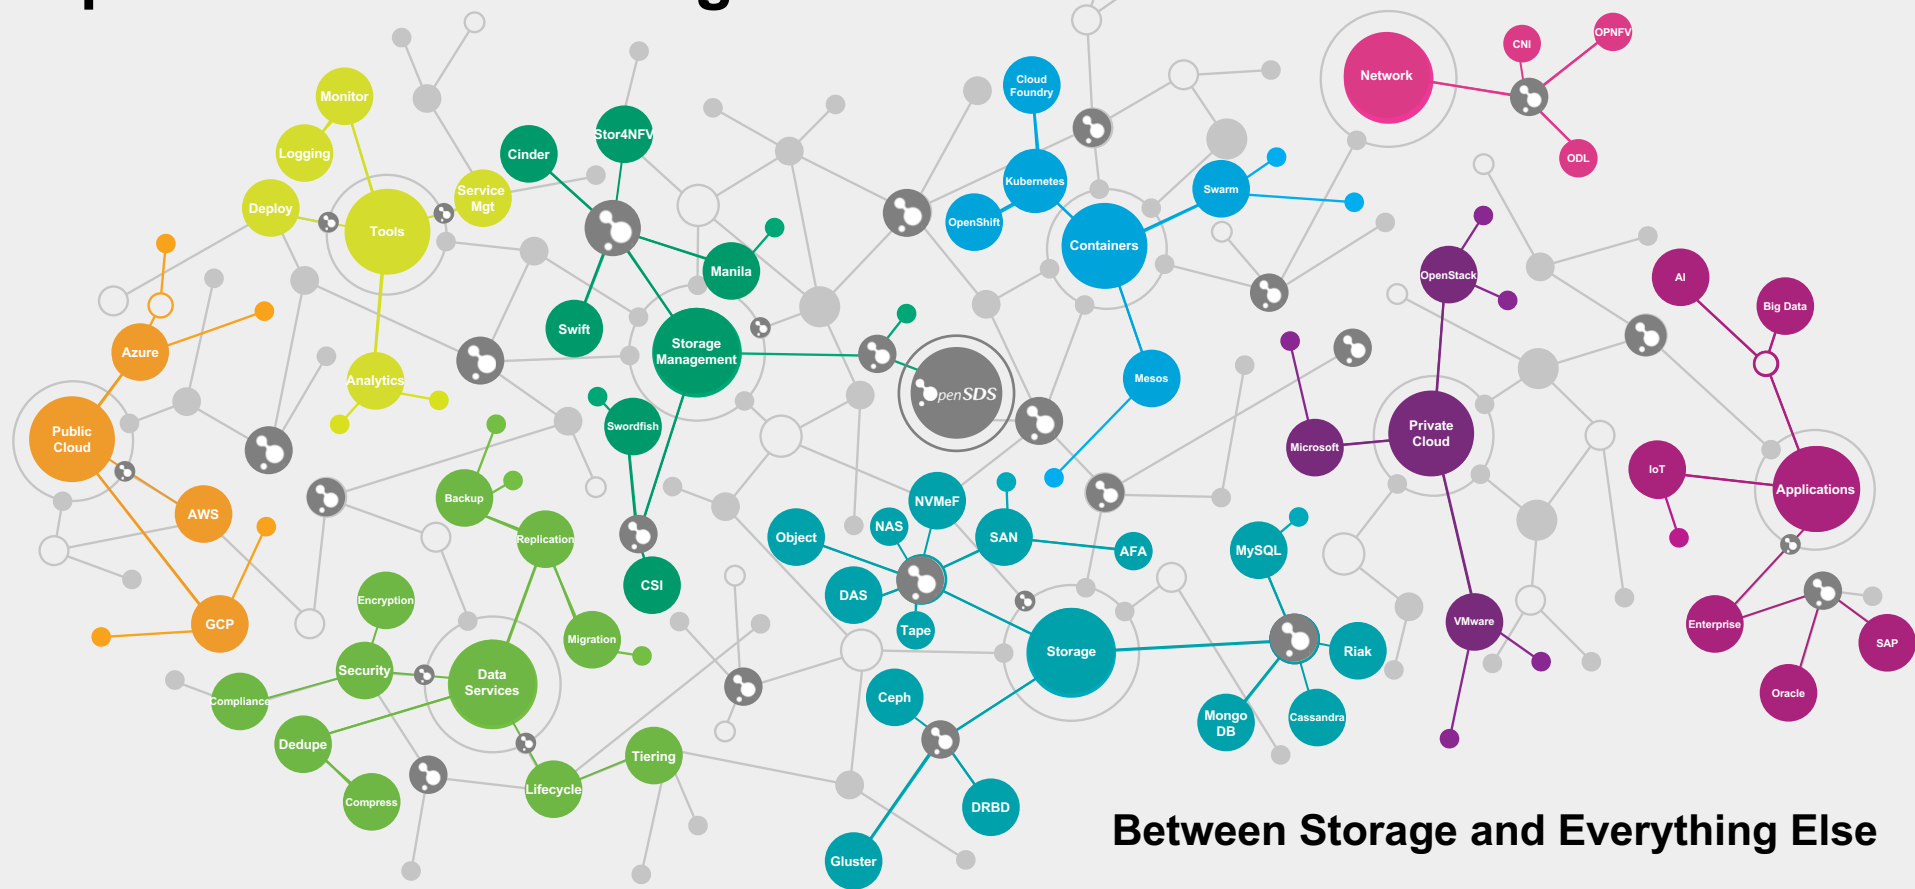 OPNFV
CNI
Network
Cloud
Foundry
Monitor
Stor4NFV
Logging
Cinder
ODL
Kubernetes
Service
Mgt
Swarm
Deploy
OpenShift
Tools
Containers
Manila
OpenStack
AI
Big Data
Swift
Storage
Management
Azure
Analytics
Mesos
penSDS
Swordfish
Public
Cloud
Private
Cloud
Microsoft
IoT
Applications
Backup
NVMeF
AWS
NAS
Object
SAN
Replication
AFA
MySQL
CSI
DAS
Encryption
GCP
Tape
Migration
VMware
Enterprise
Storage
Riak
SAP
Security
Data
Services
Compliance
Ceph
Oracle
Mongo
DB
Cassandra
Dedupe
Tiering
Lifecycle
Compress
DRBD
Between Storage and Everything Else
Gluster